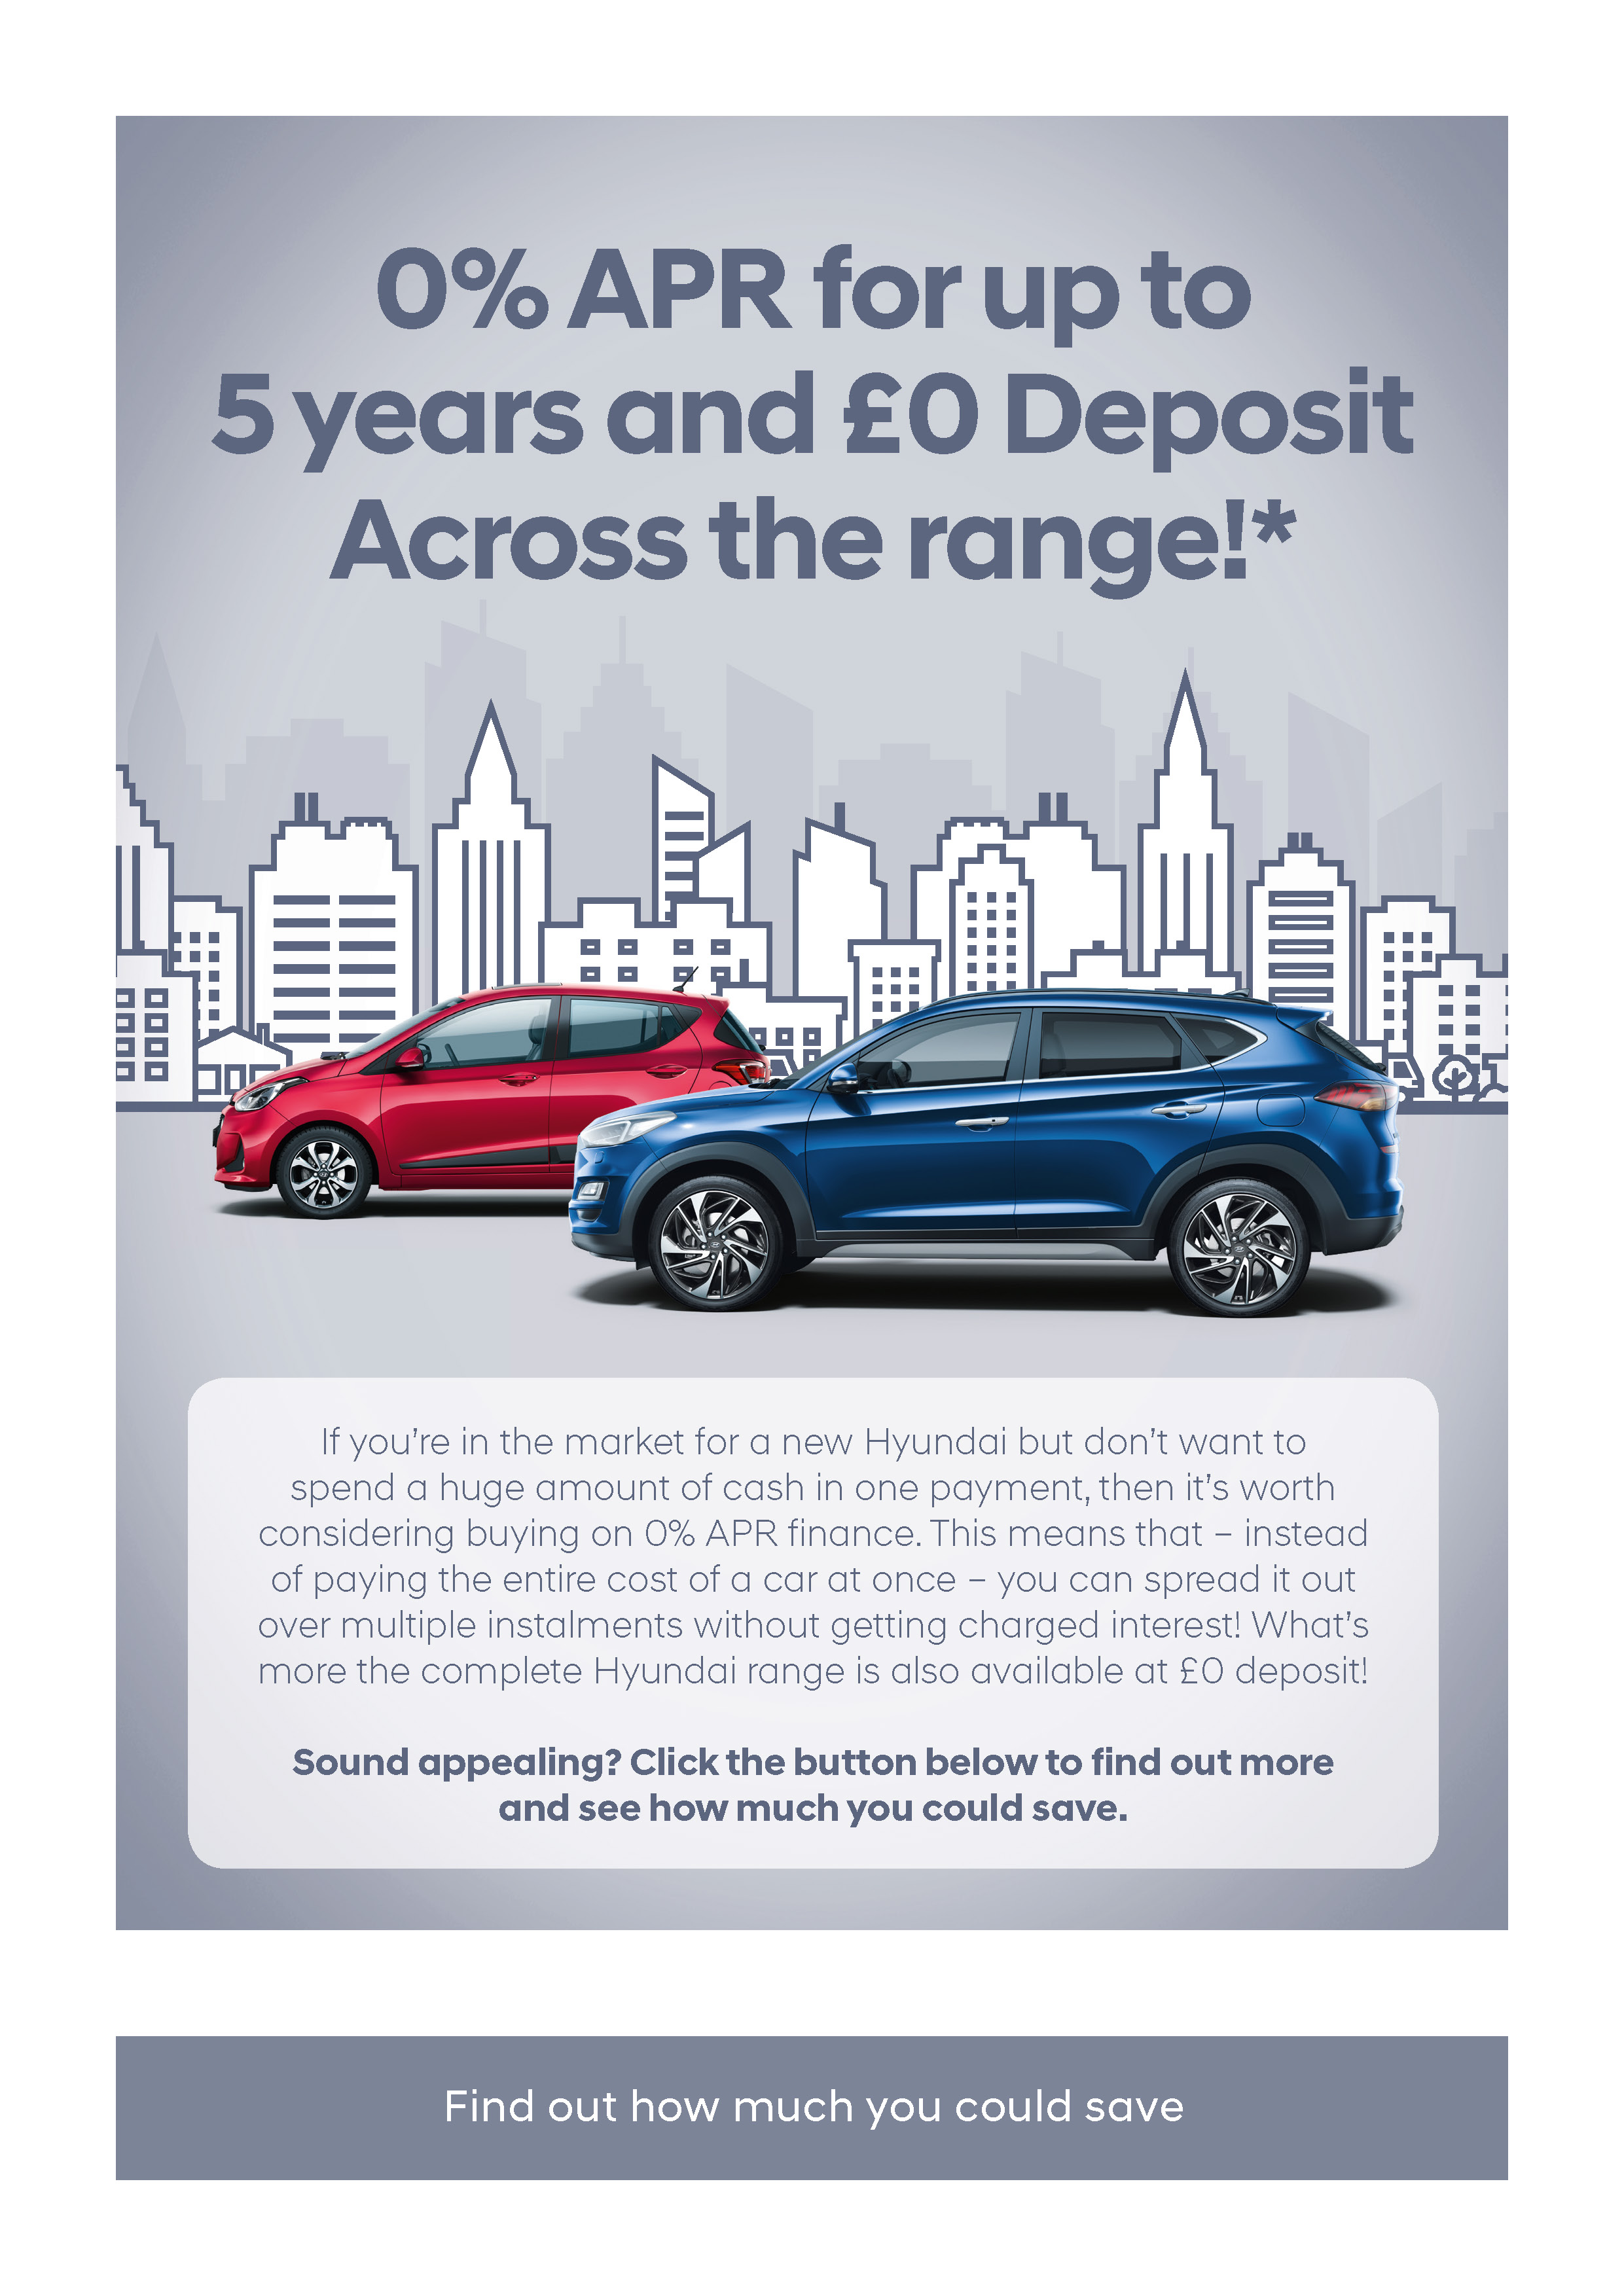 0% APR for up to
5 years and £0 Deposit
Across the range!*
If you’re in the market for a new Hyundai but don’t want to
spend a huge amount of cash in one payment, then it’s worth
considering buying on 0% APR finance. This means that – instead
of paying the entire cost of a car at once – you can spread it out
over multiple instalments without getting charged interest! What’s
more the complete Hyundai range is also available at £0 deposit!
Sound appealing? Click the button below to find out more
and see how much you could save.
Find out how much you could save